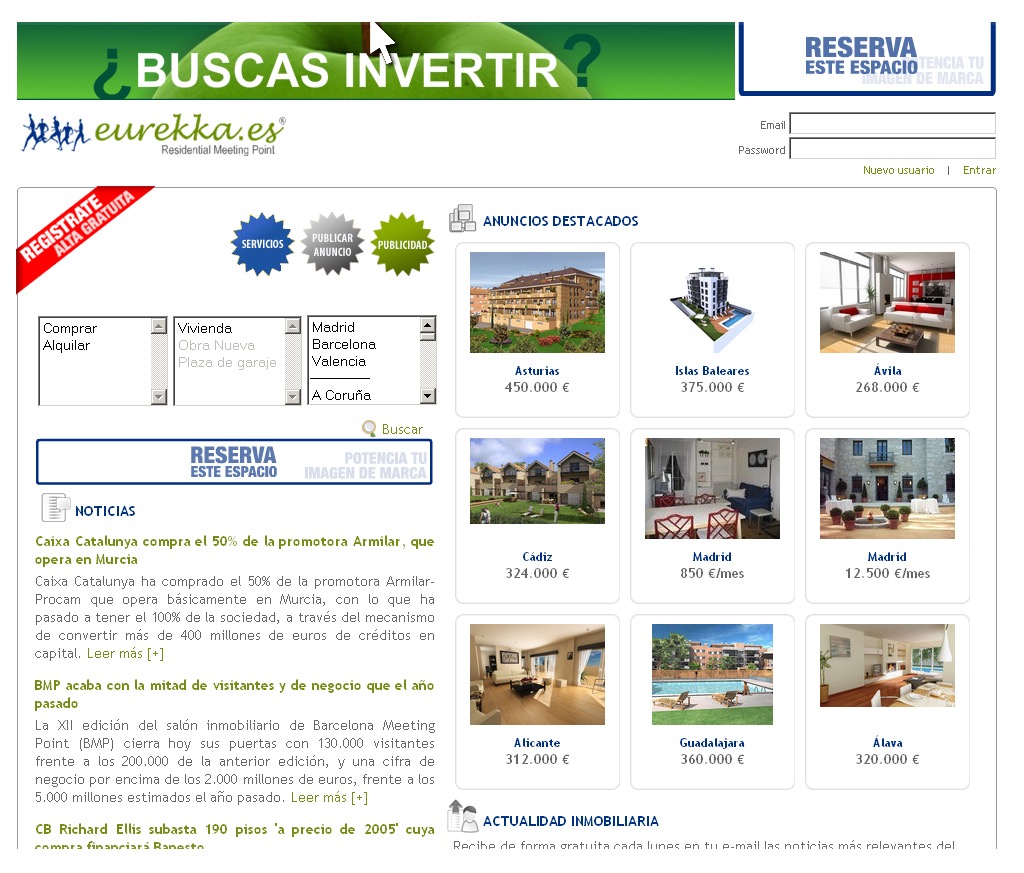 ¿BUSCAS INVERTIR?
RESERVA
ESTE ESPACIO
POTENCIA TU
IMAGEN DE MARCA
eurekka.es®
Residential Meeting Point
Email
Password
Nuevo usuario | Entrar
REGISTRATE
ALTA GRATUITA
SERVICIOS
PUBLICAR
ANUNCIO
PUBLICIDAD
Comprar
Alquilar
Vivienda
Obra Nueva
Plaza de garaje
Madrid
Barcelona
Valencia
A Coruña
Buscar
RESERVA
ESTE ESPACIO
POTENCIA TU
IMAGEN DE MARCA
NOTICIAS
Caixa Catalunya compra el 50% de la promotora Armilar, que
opera en Murcia
Caixa Catalunya ha comprado el 50% de la promotora Armilar-
Procam que opera básicamente en Murcia, con lo que ha
pasado a tener el 100% de la sociedad, a través del mecanismo
de convertir más de 400 millones de euros de créditos en
capital. Leer más [+]
BMP acaba con la mitad de visitantes y de negocio que el año
pasado
La XII edición del salón inmobiliario de Barcelona Meeting
Point (BMP) cierra hoy sus puertas con 130.000 visitantes
frente a los 200.000 de la anterior edición, y una cifra de
negocio por encima de los 2.000 millones de euros, frente a los
5.000 millones estimados el año pasado. Leer más [+]
CB Richard Ellis subasta 190 pisos 'a precio de 2005' cuya
compra financiará Banesto
ANUNCIOS DESTACADOS
Asturias
450.000 €
Islas Baleares
375.000 €
Ávila
268.000 €
Cádiz
324.000 €
Madrid
850 €/mes
Madrid
12.500 €/mes
Alicante
312.000 €
Guadalajara
360.000 €
Álava
320.000 €
ACTUALIDAD INMOBILIARIA
Recibe de forma gratuita cada lunes en tu e-mail las noticias más relevantes del